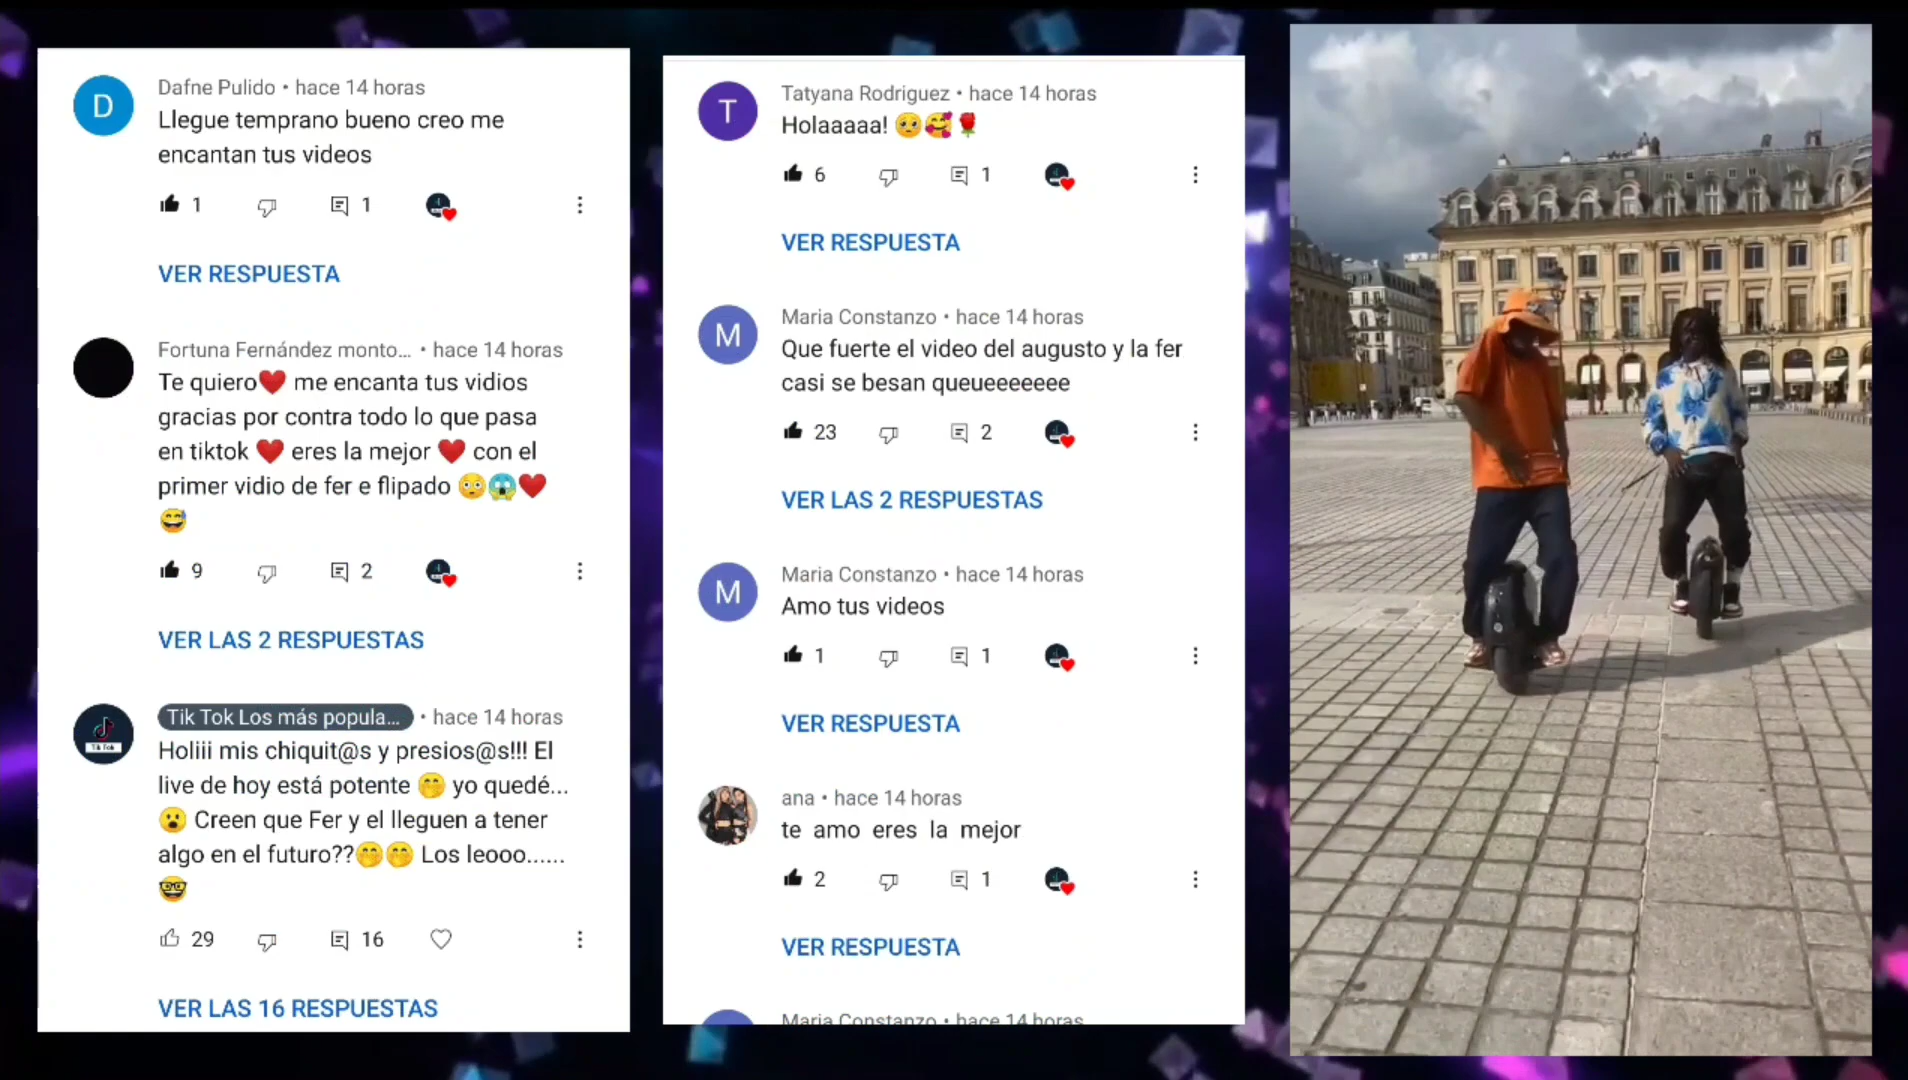 D
Dafne Pulido • hace 14 horas
Llegue temprano bueno creo me
encantan tus videos
1 1
VER RESPUESTA
Fortuna Fernández monto... • hace 14 horas
Te quiero❤️ me encanta tus vidios
gracias por contra todo lo que pasa
en tiktok ❤️ eres la mejor ❤️ con el
primer vidio de fer e flipado 😳😱❤️
😅
9 2
VER LAS 2 RESPUESTAS
Tik Tok
Tik Tok Los más popula... • hace 14 horas
Holiii mis chiquit@s y presios@s!!! El
live de hoy está potente 🤭 yo quedé...
😮 Creen que Fer y el lleguen a tener
algo en el futuro??🤭🤭 Los leooo......
🤓
29 16
VER LAS 16 RESPUESTAS
T
Tatyana Rodriguez • hace 14 horas
Holaaaaa! 🥺🥰🌹
6 1
VER RESPUESTA
M
Maria Constanzo • hace 14 horas
Que fuerte el video del augusto y la fer
casi se besan queueeeeeee
23 2
VER LAS 2 RESPUESTAS
M
Maria Constanzo • hace 14 horas
Amo tus videos
1 1
VER RESPUESTA
ana • hace 14 horas
te amo eres la mejor
2 1
VER RESPUESTA
Maria Constanzo • hace 14 horas